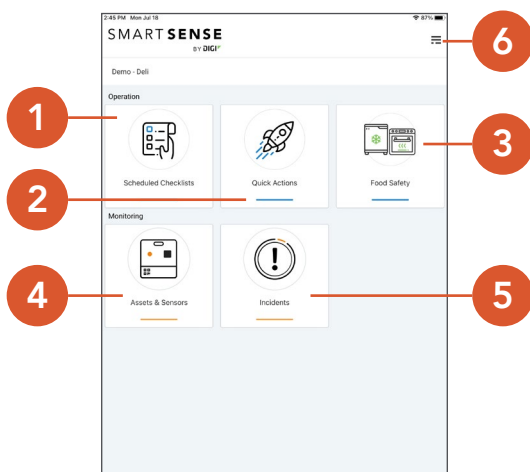 2:45 PM Mon Jul 18 87%
SMART SENSE
BY DIGI
6
Demo - Deli
Operation
1
3
Scheduled Checklists Quick Actions Food Safety
2
Monitoring
4
5
Assets & Sensors Incidents